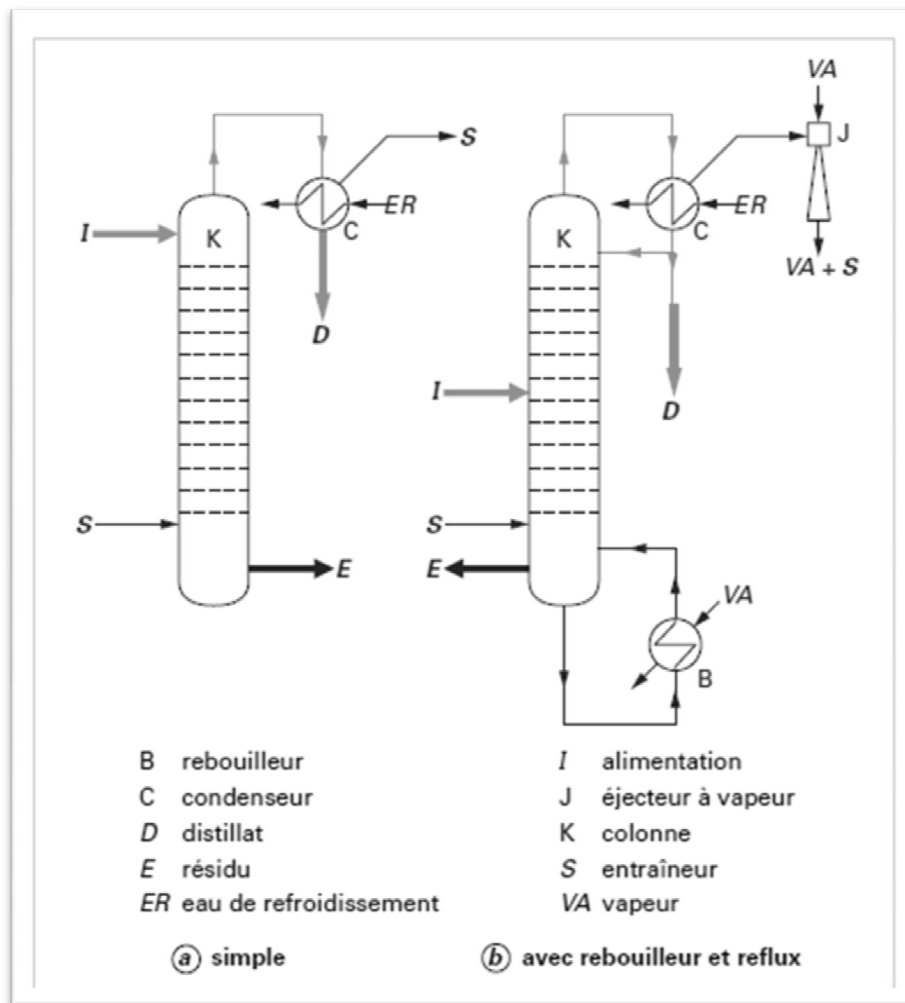 VA
S
J
ER
ER
I
K
C
K
C
VA + S
D
I
D
S
S
E
E
VA
B
B rebouilleur
I alimentation
C condenseur
J éjecteur à vapeur
D distillat
K colonne
E résidu
S entraîneur
ER eau de refroidissement
VA vapeur
a simple
b avec rebouilleur et reflux